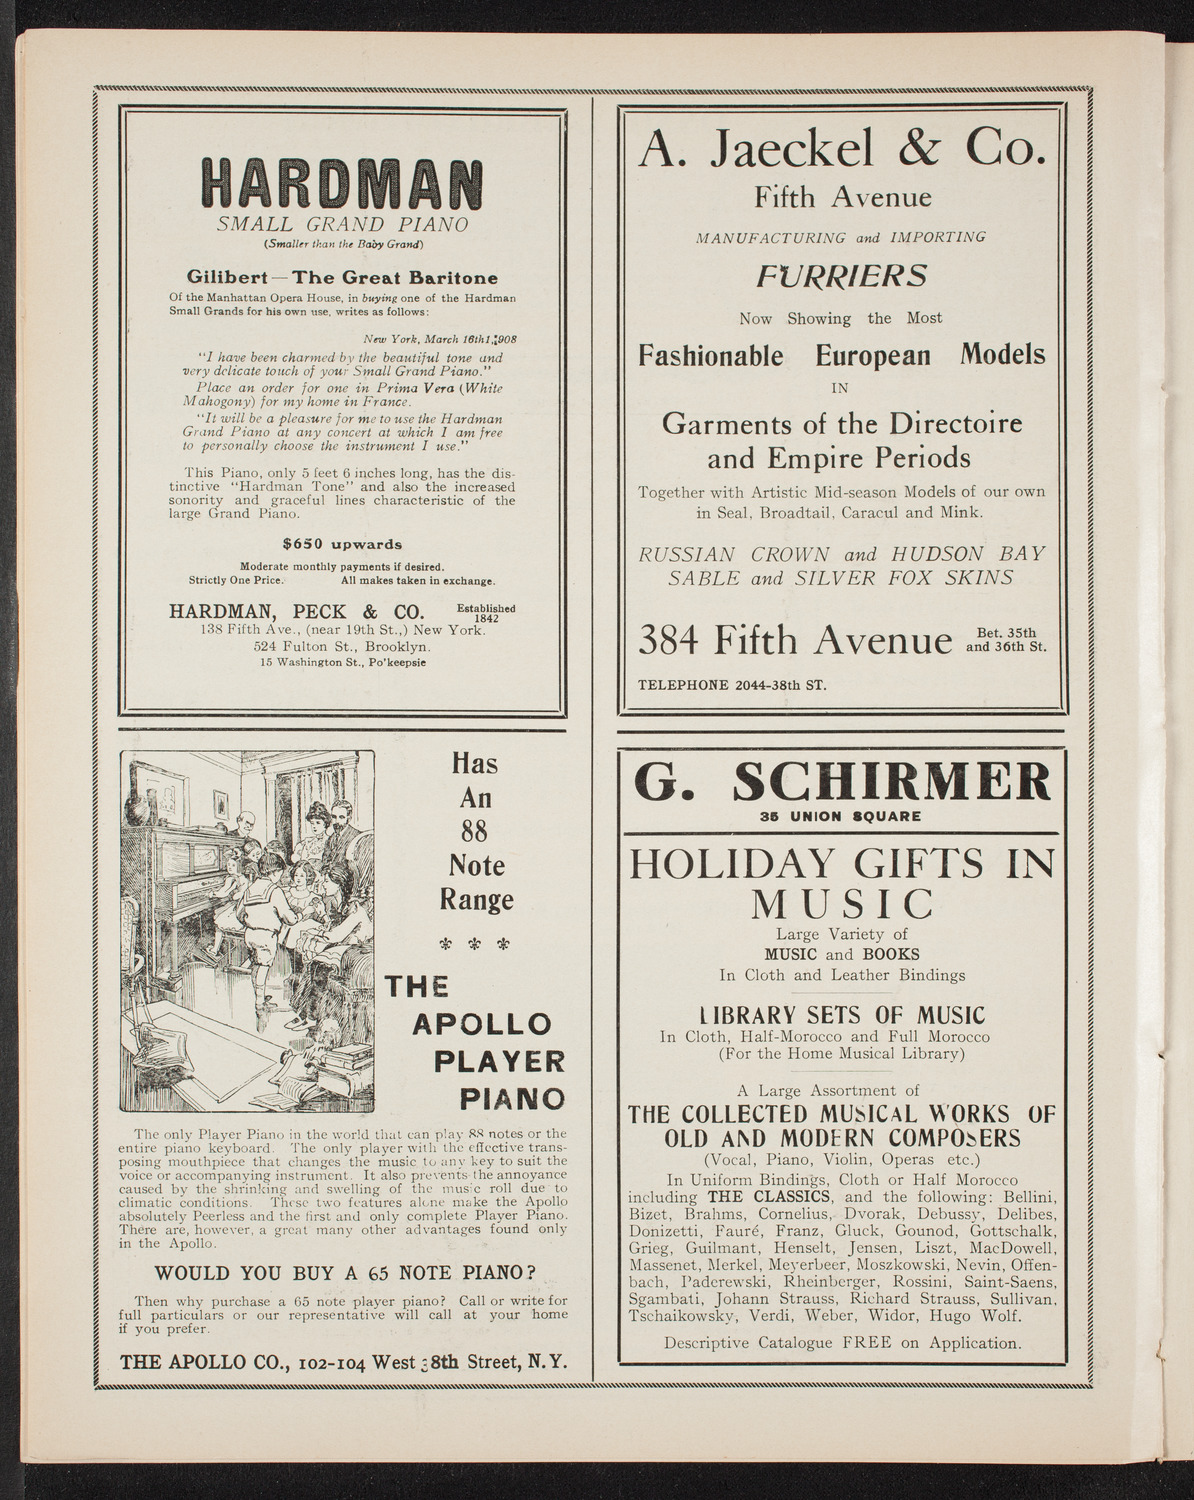 HARDMAN
SMALL GRAND PIANO
(Smaller than the Baby Grand)
Gilibert—The Great Baritone
Of the Manhattan Opera House, in buying one of the Hardman
Small Grands for his own use, writes as follows:
New York, March 16th1,1908
"I have been charmed by the beautiful tone and
very delicate touch of your Small Grand Piano."
Place an order for one in Prima Vera (White
Mahogony) for my home in France.
"It will be a pleasure for me to use the Hardman
Grand Piano at any concert at which I am free
to personally choose the instrument I use."
This Piano, only 5 feet 6 inches long, has the dis-
tinctive "Hardman Tone" and also the increased
sonority and graceful lines characteristic of the
large Grand Piano.
$650 upwards
Moderate monthly payments if desired.
Strictly One Price. All makes taken in exchange.
HARDMAN, PECK & CO. Established 1842
138 Fifth Ave., (near 19th St.,) New York.
524 Fulton St., Brooklyn.
15 Washington St., Po'keepsie
Has
An
88
Note
Range
THE
APOLLO
PLAYER
PIANO
The only Player Piano in the world that can play 88 notes or the
entire piano keyboard. The only player with the effective trans-
posing mouthpiece that changes the music to any key to suit the
voice or accompanying instrument. It also prevents the annoyance
caused by the shrinking and swelling of the music roll due to
climatic conditions. These two features alone make the Apollo
absolutely Peerless and the first and only complete Player Piano.
There are, however, a great many other advantages found only
in the Apollo.
WOULD YOU BUY A 65 NOTE PIANO?
Then why purchase a 65 note player piano? Call or write for
full particulars or our representative will call at your home
if you prefer.
THE APOLLO CO., 102-104 West 38th Street, N.Y.
A. Jaeckel & Co.
Fifth Avenue
MANUFACTURING and IMPORTING
FURRIERS
Now Showing the Most
Fashionable European Models
IN
Garments of the Directoire
and Empire Periods
Together with Artistic Mid-season Models of our own
in Seal, Broadtail, Caracul and Mink.
RUSSIAN CROWN and HUDSON BAY
SABLE and SILVER FOX SKINS
384 Fifth Avenue Bet. 35th and 36th St.
TELEPHONE 2044-38th ST.
G. SCHIRMER
35 UNION SQUARE
HOLIDAY GIFTS IN
MUSIC
Large Variety of
MUSIC and BOOKS
In Cloth and Leather Bindings
LIBRARY SETS OF MUSIC
In Cloth, Half-Morocco and Full Morocco
(For the Home Musical Library)
A Large Assortment of
THE COLLECTED MUSICAL WORKS OF
OLD AND MODERN COMPOSERS
(Vocal, Piano, Violin, Operas etc.)
In Uniform Bindings, Cloth or Half Morocco
including THE CLASSICS, and the following: Bellini,
Bizet, Brahms, Cornelius, Dvorak, Debussy, Delibes,
Donizetti, Fauré, Franz, Gluck, Gounod, Gottschalk,
Grieg, Guilmant, Henselt, Jensen, Liszt, MacDowell,
Massenet, Merkel, Meyerbeer, Moszkowski, Nevin, Offen-
bach, Paderewski, Rheinberger, Rossini, Saint-Saens,
Sgambati, Johann Strauss, Richard Strauss, Sullivan,
Tschaikowsky, Verdi, Weber, Widor, Hugo Wolf.
Descriptive Catalogue FREE on Application.